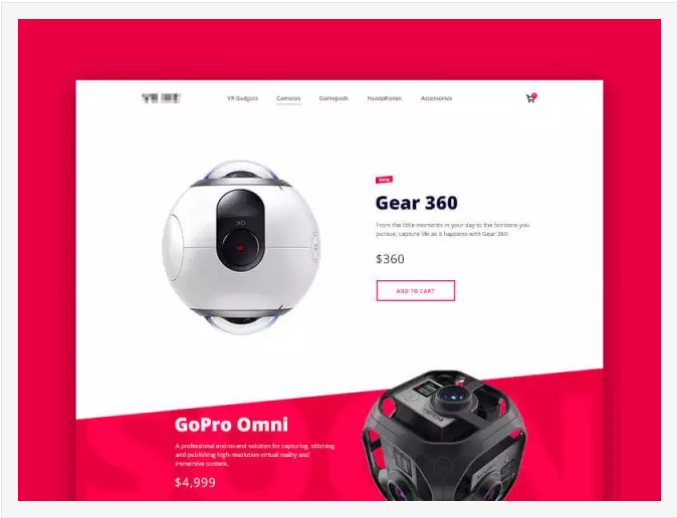 VR Gadgets Cameras Gamepads Headphones Accessories
New
Gear 360
From the little moments in your day to the horizons you
pursue, capture life as it happens with Gear 360.
$360
ADD TO CART
GoPro Omni
A professional end-to-end solution for capturing, stitching
and publishing high-resolution virtual reality and
immersive content.
$4,999